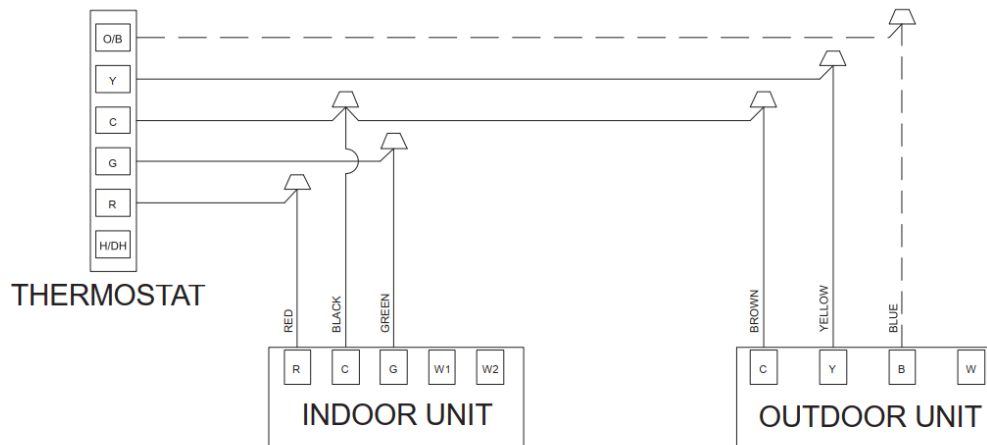 O/B
Y
C
G
R
H/DH
THERMOSTAT
RED
BLACK
GREEN
BROWN
YELLOW
BLUE
R C G W1 W2
INDOOR UNIT
C Y B W
OUTDOOR UNIT